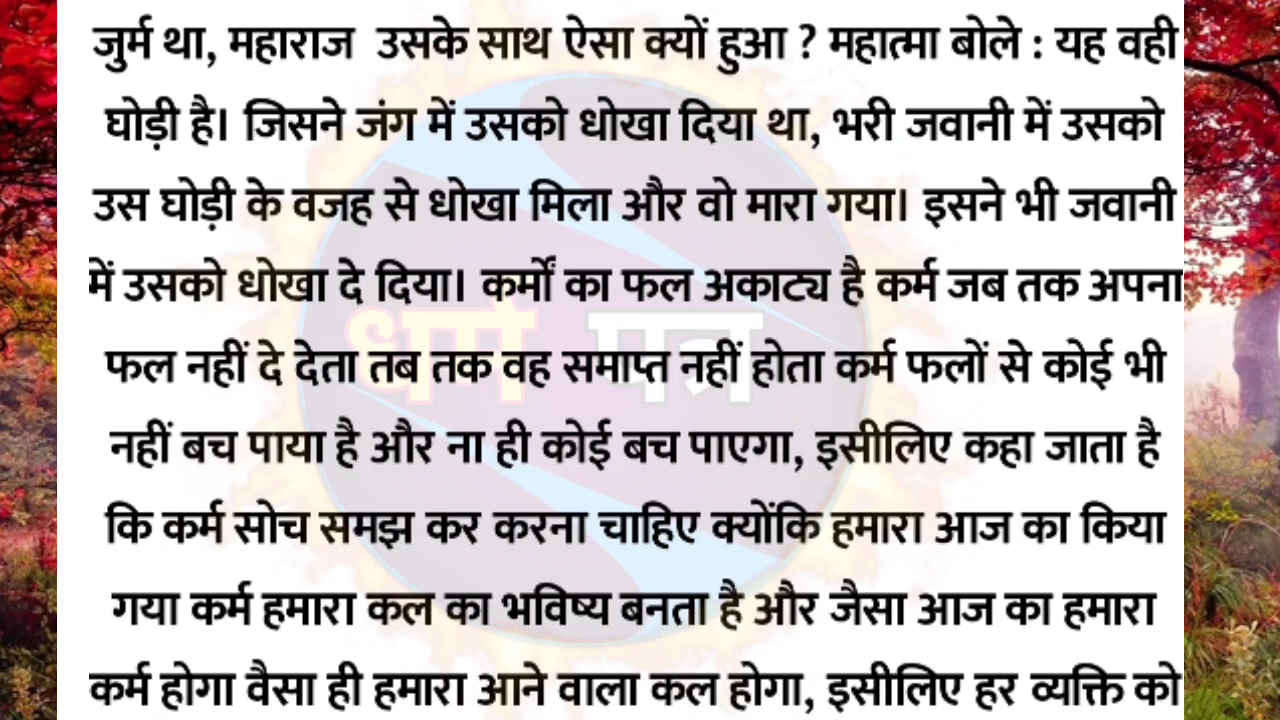 जुर्म था, महाराज उसके साथ ऐसा क्यों हुआ ? महात्मा बोले : यह वही
घोड़ी है। जिसने जंग में उसको धोखा दिया था, भरी जवानी में उसको
उस घोड़ी के वजह से धोखा मिला और वो मारा गया। इसने भी जवानी
में उसको धोखा दे दिया। कर्मों का फल अकाट्य है कर्म जब तक अपना
धर्म पत्र
फल नहीं दे देता तब तक वह समाप्त नहीं होता कर्म फलों से कोई भी
नहीं बच पाया है और ना ही कोई बच पाएगा, इसीलिए कहा जाता है
कि कर्म सोच समझ कर करना चाहिए क्योंकि हमारा आज का किया
गया कर्म हमारा कल का भविष्य बनता है और जैसा आज का हमारा
कर्म होगा वैसा ही हमारा आने वाला कल होगा, इसीलिए हर व्यक्ति को